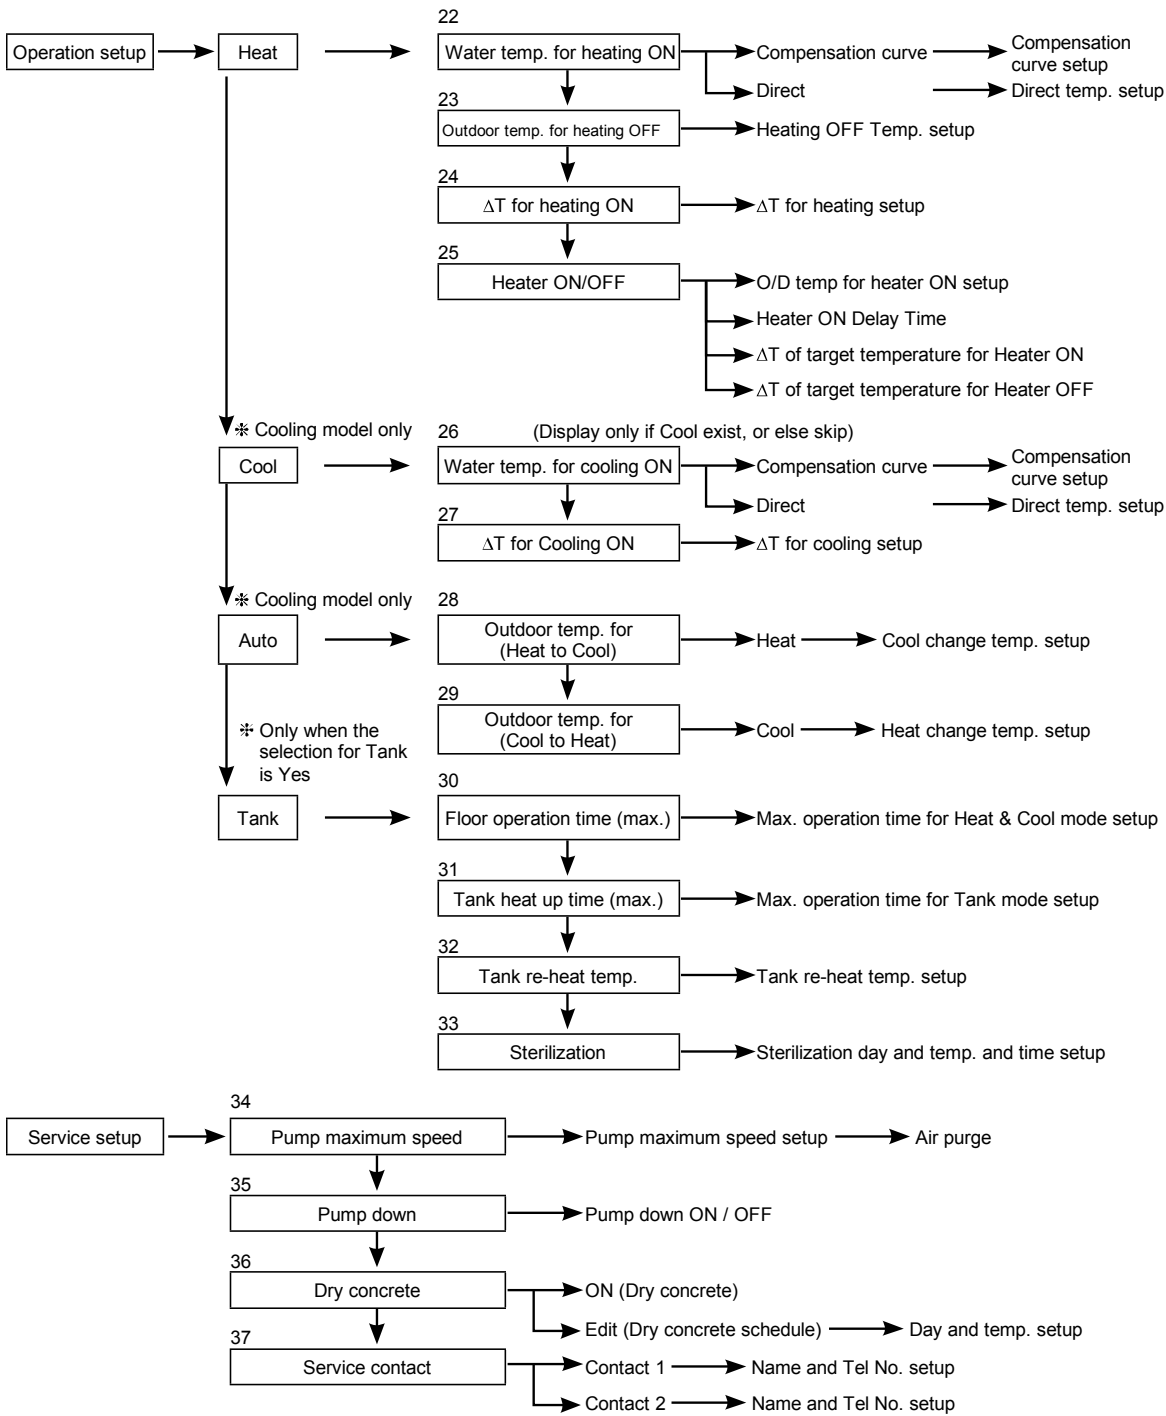 22
Operation setup
Heat
Water temp. for heating ON
Compensation curve
Compensation
curve setup
Direct
Direct temp. setup
23
Outdoor temp. for heating OFF
Heating OFF Temp. setup
24
ΔT for heating ON
ΔT for heating setup
25
Heater ON/OFF
O/D temp for heater ON setup
Heater ON Delay Time
ΔT of target temperature for Heater ON
ΔT of target temperature for Heater OFF
❉ Cooling model only
26
(Display only if Cool exist, or else skip)
Cool
Water temp. for cooling ON
Compensation curve
Compensation
curve setup
Direct
Direct temp. setup
27
ΔT for Cooling ON
ΔT for cooling setup
❉ Cooling model only
28
Auto
Outdoor temp. for
(Heat to Cool)
Heat
Cool change temp. setup
29
Outdoor temp. for
(Cool to Heat)
Cool
Heat change temp. setup
❉ Only when the
selection for Tank
is Yes
30
Tank
Floor operation time (max.)
Max. operation time for Heat & Cool mode setup
31
Tank heat up time (max.)
Max. operation time for Tank mode setup
32
Tank re-heat temp.
Tank re-heat temp. setup
33
Sterilization
Sterilization day and temp. and time setup
34
Service setup
Pump maximum speed
Pump maximum speed setup
Air purge
35
Pump down
Pump down ON / OFF
36
Dry concrete
ON (Dry concrete)
Edit (Dry concrete schedule)
Day and temp. setup
37
Service contact
Contact 1
Name and Tel No. setup
Contact 2
Name and Tel No. setup